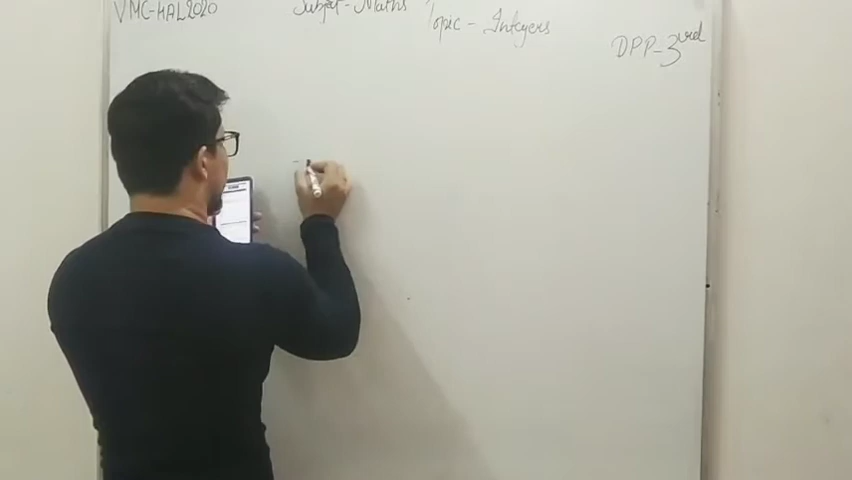 VMC-HAL2020 Subject - Maths Topic - Integers
DPP-3rd